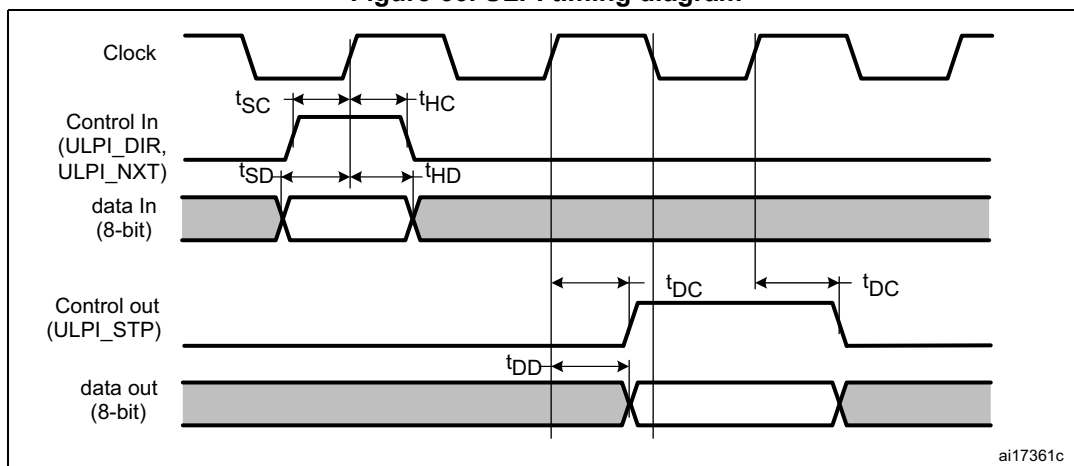 Clock
tSC
tHC
Control In
(ULPI_DIR,
ULPI_NXT)
tSD
tHD
data In
(8-bit)
tDC
tDC
Control out
(ULPI_STP)
tDD
data out
(8-bit)
ai17361c